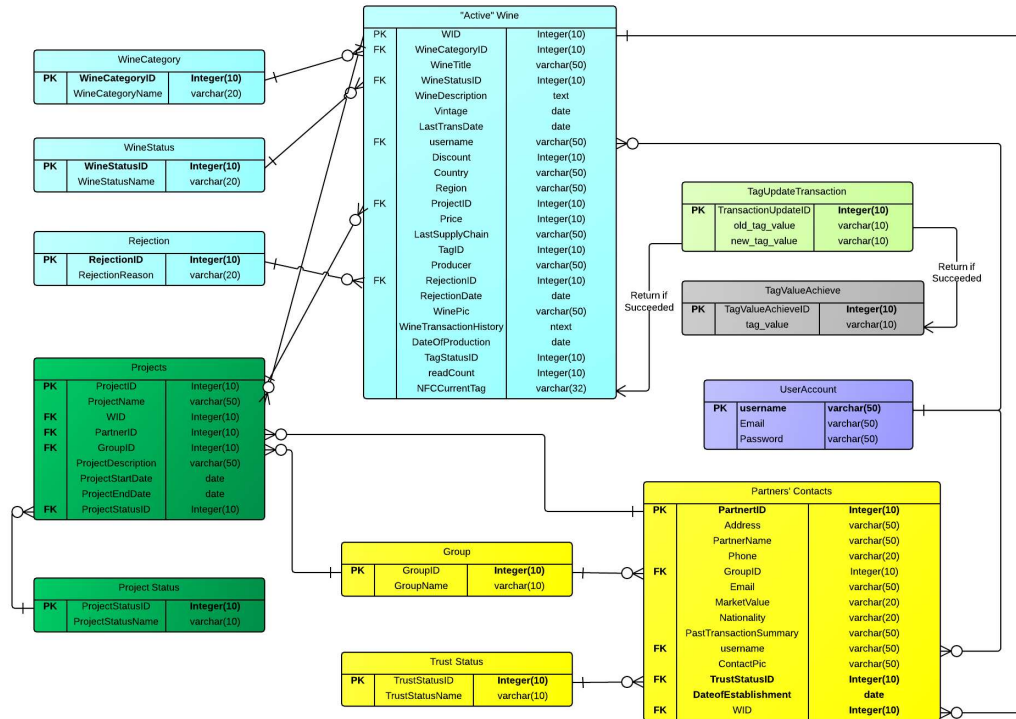 "Active" Wine
PK WID Integer(10)
FK WineCategoryID Integer(10)
WineTitle varchar(50)
FK WineStatusID Integer(10)
WineDescription text
Vintage date
LastTransDate date
FK username varchar(50)
Discount Integer(10)
Country varchar(50)
Region varchar(50)
FK ProjectID Integer(10)
Price Integer(10)
LastSupplyChain varchar(50)
TagID Integer(10)
Producer varchar(50)
FK RejectionID Integer(10)
RejectionDate date
WinePic varchar(50)
WineTransactionHistory ntext
DateOfProduction date
TagStatusID Integer(10)
readCount Integer(10)
NFCCurrentTag varchar(32)
WineCategory
PK WineCategoryID Integer(10)
WineCategoryName varchar(20)
WineStatus
PK WineStatusID Integer(10)
WineStatusName varchar(20)
Rejection
PK RejectionID Integer(10)
RejectionReason varchar(20)
TagUpdateTransaction
PK TransactionUpdateID Integer(10)
old_tag_value varchar(10)
new_tag_value varchar(10)
Return if
Succeeded
Return if
Succeeded
TagValueAchieve
PK TagValueAchieveID Integer(10)
tag_value varchar(10)
Projects
PK ProjectID Integer(10)
ProjectName varchar(50)
FK WID Integer(10)
FK PartnerID Integer(10)
FK GroupID Integer(10)
ProjectDescription varchar(50)
ProjectStartDate date
ProjectEndDate date
FK ProjectStatusID Integer(10)
UserAccount
PK username varchar(50)
Email varchar(50)
Password varchar(50)
Project Status
PK ProjectStatusID Integer(10)
ProjectStatusName varchar(10)
Group
PK GroupID Integer(10)
GroupName varchar(10)
Trust Status
PK TrustStatusID Integer(10)
TrustStatusName varchar(10)
Partners' Contacts
PK PartnertID Integer(10)
Address varchar(50)
PartnerName varchar(50)
Phone varchar(20)
FK GroupID Integer(10)
Email varchar(50)
MarketValue varchar(20)
Nationality varchar(20)
PastTransactionSummary varchar(50)
FK username varchar(50)
ContactPic varchar(50)
FK TrustStatusID Integer(10)
DateofEstablishment date
FK WID Integer(10)